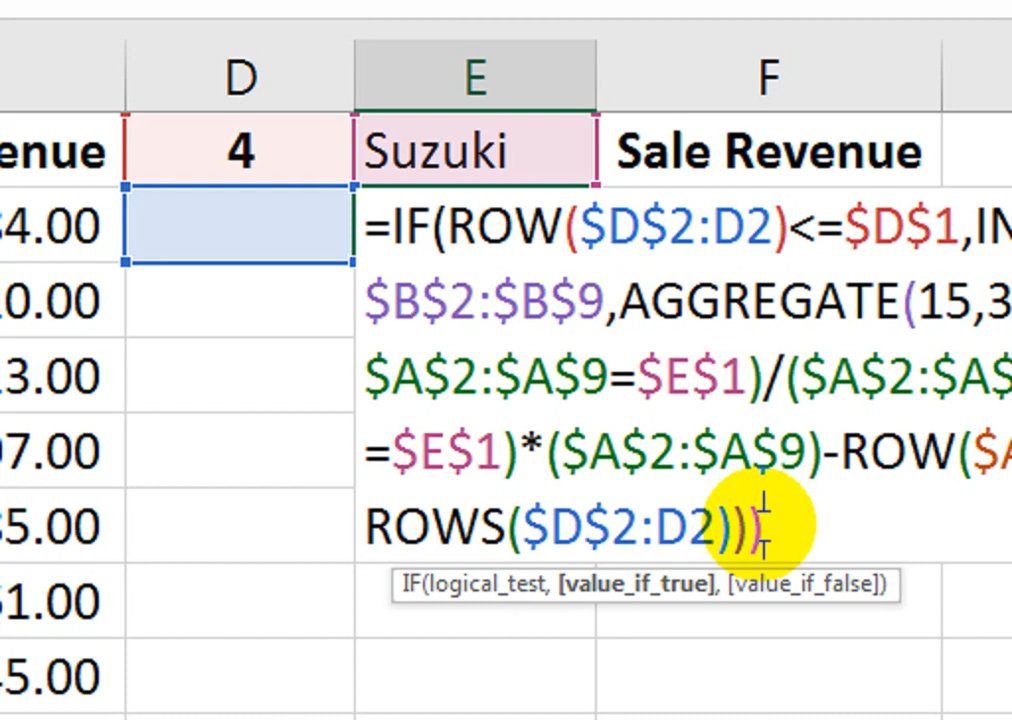 D E F
enue 4 Suzuki Sale Revenue
$4.00 =IF(ROW($D$2:D2)<=$D$1,IN
0.00 $B$2:$B$9,AGGREGATE(15,3
3.00 $A$2:$A$9=$E$1)/($A$2:$A$
07.00 =$E$1)*($A$2:$A$9)-ROW($A
$5.00 ROWS($D$2:D2)))
IF(logical_test, [value_if_true], [value_if_false])
$1.00
45.00